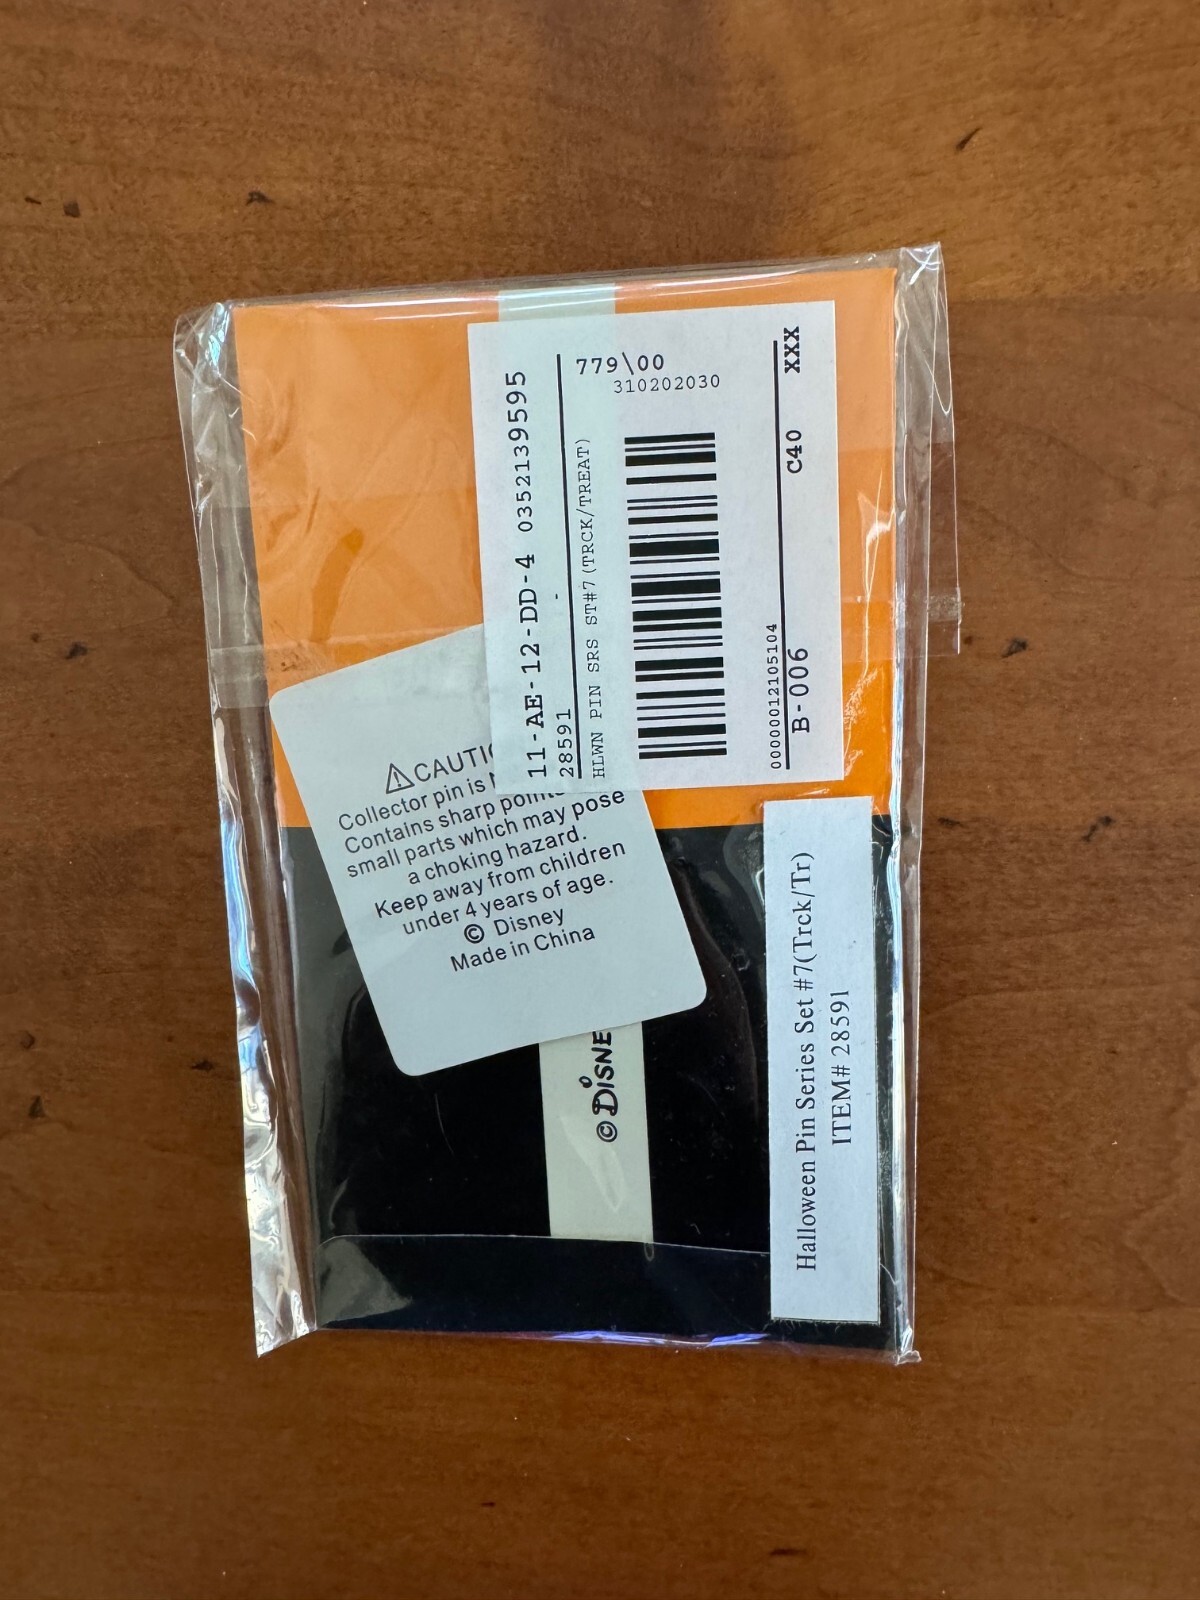 11-AE-12-DD-4 0352139595
28591 -
HLWN PIN SRS ST#7 (TRCK/TREAT)
779\00
310202030
00000012105104
B-006 C40 XXX
⚠CAUTIO
Collector pin is
Contains sharp points
small parts which may pose
a choking hazard.
Keep away from children
under 4 years of age.
© Disney
Made in China
© DISNE
Halloween Pin Series Set #7(Trck/Tr)
ITEM# 28591